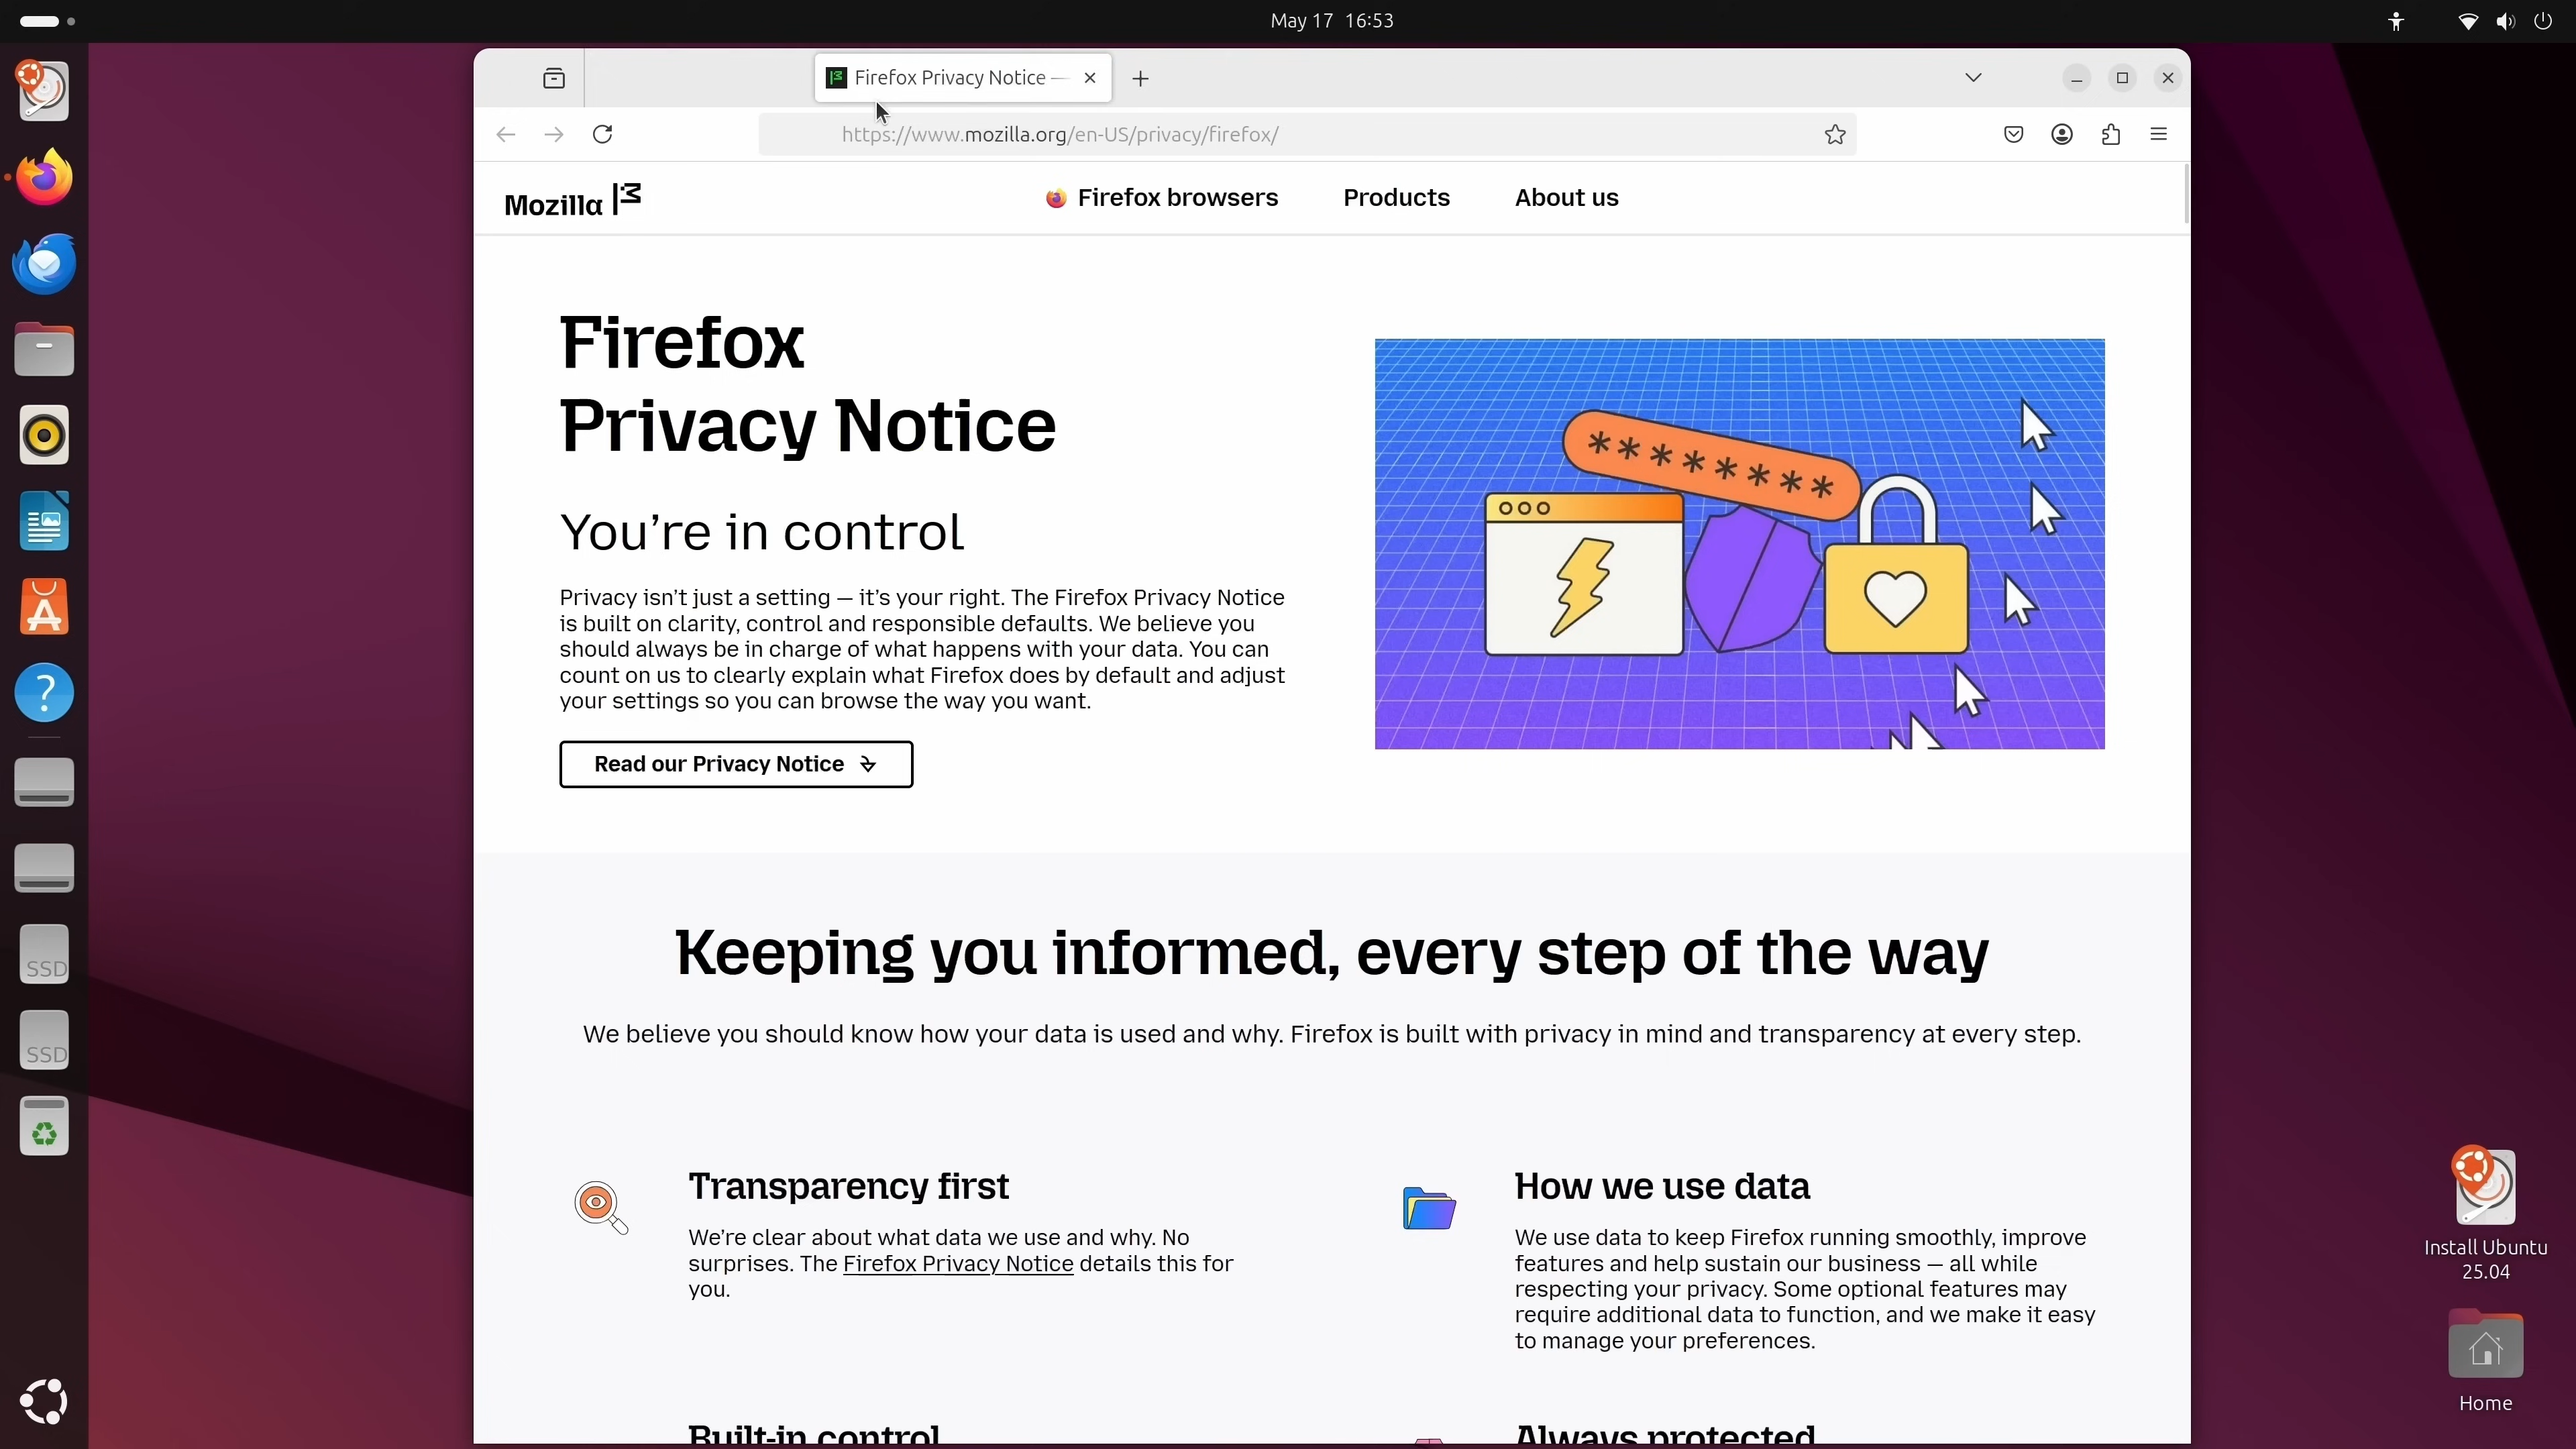 May 17 16:53
Firefox Privacy Notice —
https://www.mozilla.org/en-US/privacy/firefox/
Mozilla
Firefox browsers
Products
About us
Firefox
Privacy Notice
You’re in control
Privacy isn’t just a setting — it’s your right. The Firefox Privacy Notice
is built on clarity, control and responsible defaults. We believe you
should always be in charge of what happens with your data. You can
count on us to clearly explain what Firefox does by default and adjust
your settings so you can browse the way you want.
Read our Privacy Notice
********
Keeping you informed, every step of the way
We believe you should know how your data is used and why. Firefox is built with privacy in mind and transparency at every step.
Transparency first
We’re clear about what data we use and why. No
surprises. The Firefox Privacy Notice details this for
you.
How we use data
We use data to keep Firefox running smoothly, improve
features and help sustain our business — all while
respecting your privacy. Some optional features may
require additional data to function, and we make it easy
to manage your preferences.
Built-in control
Always protected
SSD
SSD
Install Ubuntu
25.04
Home